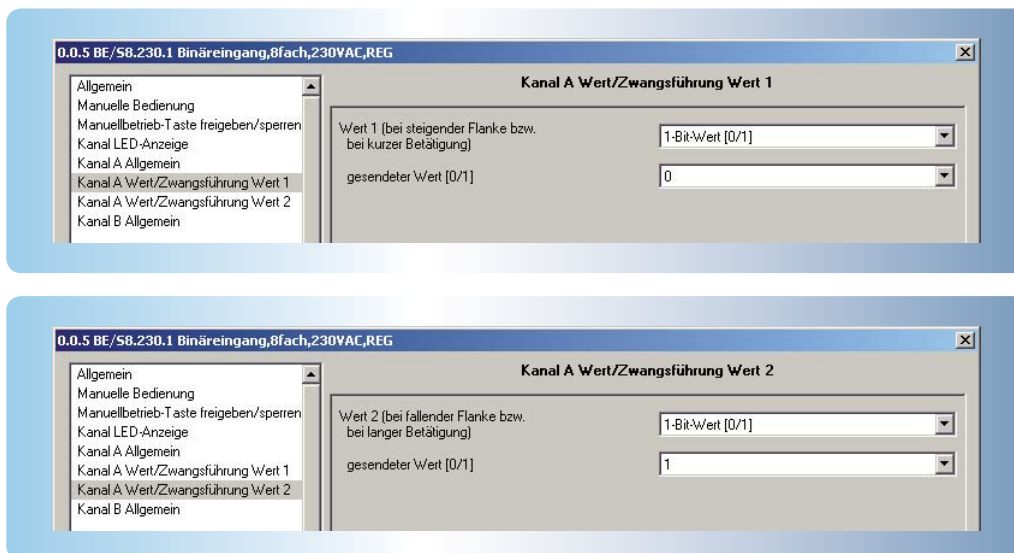 0.0.5 BE/S8.230.1 Binäreingang,8fach,230VAC,REG
Kanal A Wert/Zwangsführung Wert 1
Allgemein
Manuelle Bedienung
Manuellbetrieb-Taste freigeben/sperren
Kanal LED-Anzeige
Kanal A Allgemein
Kanal A Wert/Zwangsführung Wert 1
Kanal A Wert/Zwangsführung Wert 2
Kanal B Allgemein
Wert 1 (bei steigender Flanke bzw.
bei kurzer Betätigung)
1-Bit-Wert [0/1]
gesendeter Wert [0/1]
0
0.0.5 BE/S8.230.1 Binäreingang,8fach,230VAC,REG
Kanal A Wert/Zwangsführung Wert 2
Allgemein
Manuelle Bedienung
Manuellbetrieb-Taste freigeben/sperren
Kanal LED-Anzeige
Kanal A Allgemein
Kanal A Wert/Zwangsführung Wert 1
Kanal A Wert/Zwangsführung Wert 2
Kanal B Allgemein
Wert 2 (bei fallender Flanke bzw.
bei langer Betätigung)
1-Bit-Wert [0/1]
gesendeter Wert [0/1]
1